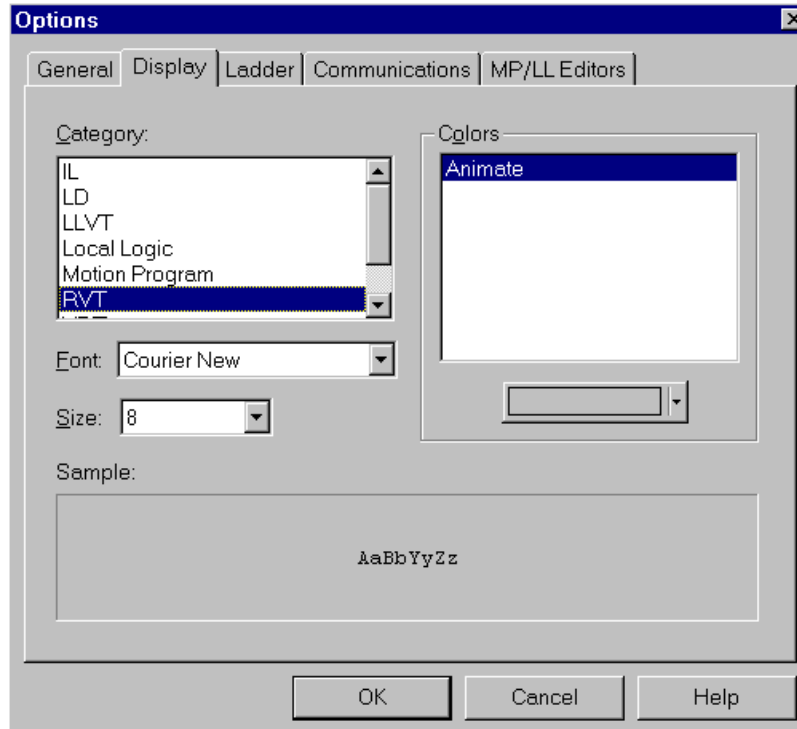 Options
General Display Ladder Communications MP/LL Editors
Category:
IL
LD
LLVT
Local Logic
Motion Program
RVT
Colors
Animate
Font: Courier New
Size: 8
Sample:
AaBbYyZz
OK Cancel Help